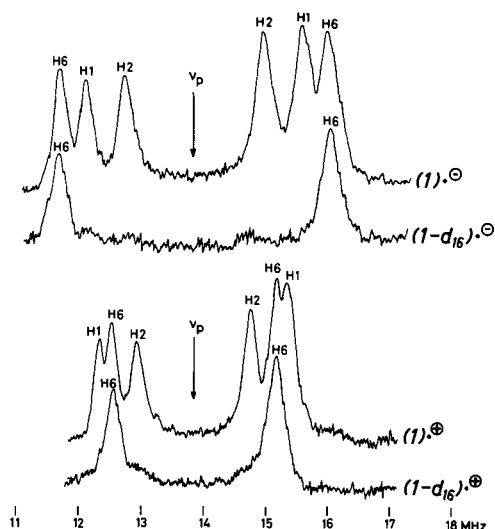 H6 H1 H2 νp H2 H1 H6
(1)·⊖
H6 H6
(1-d16)·⊖
H1 H6 H2 νp H2 H6 H1
(1)·⊕
H6 H6
(1-d16)·⊕
11 12 13 14 15 16 17 18 MHz